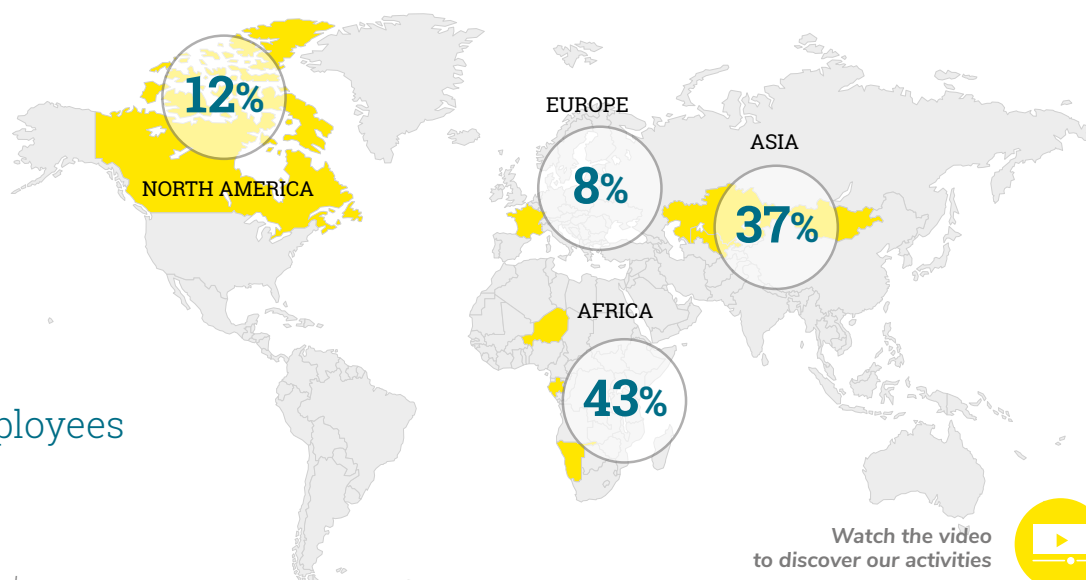 12%
NORTH AMERICA
EUROPE
8%
ASIA
37%
AFRICA
43%
ployees
Watch the video
to discover our activities